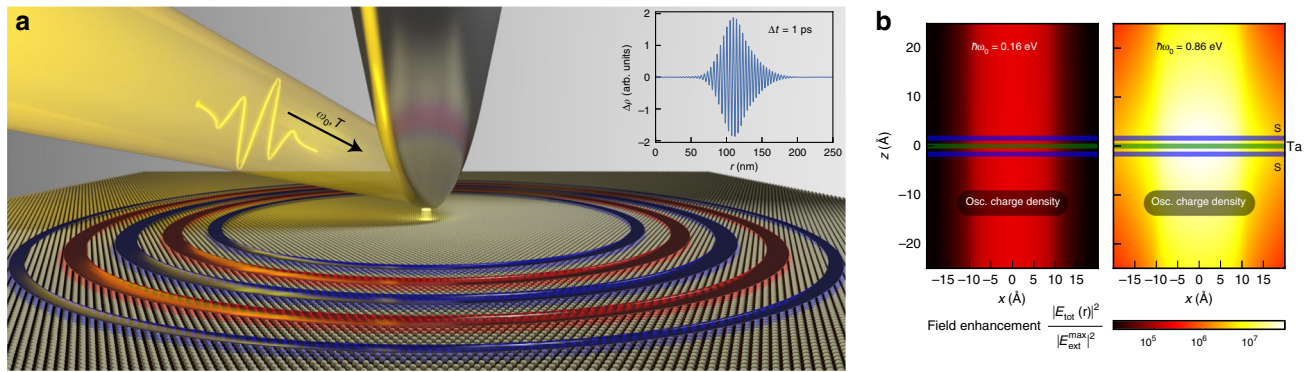 a
ω₀, T
Δt = 1 ps
Δρ (arb. units)
2
1
0
−1
−2
0 50 100 150 200 250
r (nm)
b
ħω₀ = 0.16 eV
ħω₀ = 0.86 eV
z (Å)
20
10
0
−10
−20
S
Ta
S
Osc. charge density
Osc. charge density
−15 −10 −5 0 5 10 15
−15 −10 −5 0 5 10 15
x (Å)
x (Å)
Field enhancement |E_tot (r)|² / |E_ext^max|²
10⁵ 10⁶ 10⁷